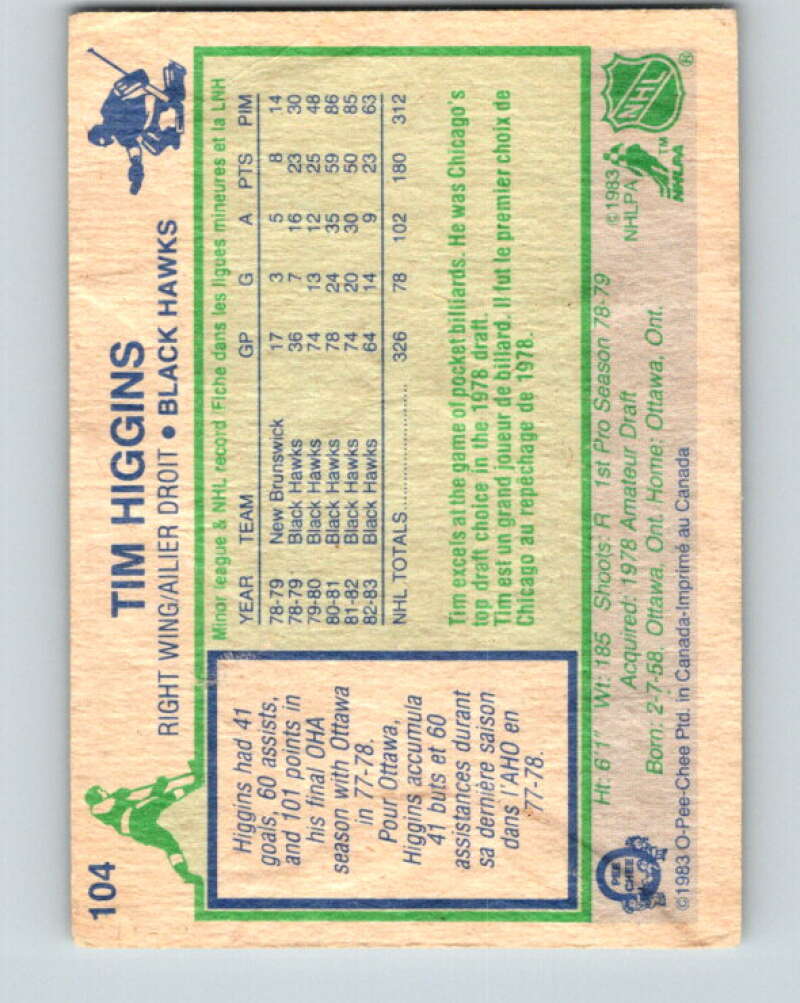 104
TIM HIGGINS
RIGHT WING/AILIER DROIT • BLACK HAWKS
Higgins had 41
goals, 60 assists,
and 101 points in
his final OHA
season with Ottawa
in 77-78.
Pour Ottawa,
Higgins accumula
41 buts et 60
assistances durant
sa dernière saison
dans l'AHO en
77-78.
Minor league & NHL record/Fiche dans les ligues mineures et la LNH
YEAR TEAM GP G A PTS PIM
78-79 New Brunswick 17 3 5 8 14
78-79 Black Hawks 36 7 16 23 30
79-80 Black Hawks 74 13 12 25 48
80-81 Black Hawks 78 24 35 59 86
81-82 Black Hawks 74 20 30 50 85
82-83 Black Hawks 64 14 9 23 63
NHL TOTALS 326 78 102 180 312
Tim excels at the game of pocket billiards. He was Chicago's
top draft choice in the 1978 draft.
Tim est un grand joueur de billard. Il fut le premier choix de
Chicago au repêchage de 1978.
Ht: 6'1" Wt: 185 Shoots: R 1st Pro Season 78-79
Acquired: 1978 Amateur Draft
Born: 2-7-58, Ottawa, Ont. Home: Ottawa, Ont.
©1983 O-Pee-Chee Ptd. in Canada-Imprimé au Canada
O PEE CHEE
©1983
NHLPA
NHLPA™
NHL ®